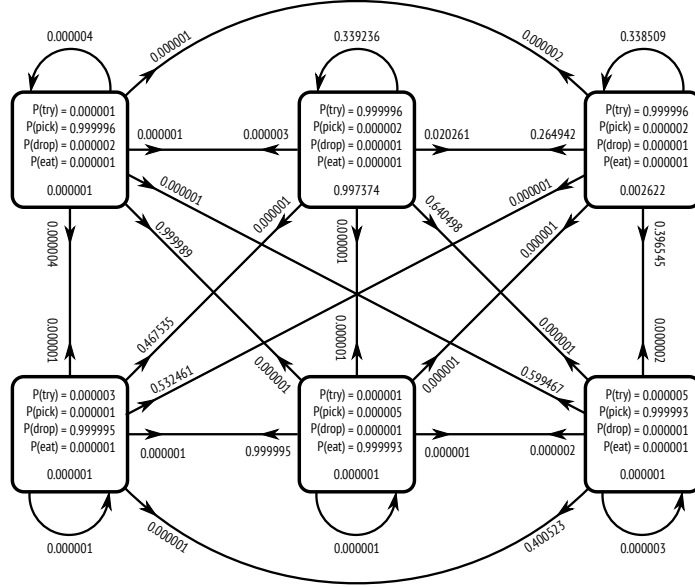 0.000004
0.000001
0.339236
0.000002
0.338509
P(try) = 0.000001
P(pick) = 0.999996
P(drop) = 0.000002
P(eat) = 0.000001
0.000001
0.000001
0.000003
P(try) = 0.999996
P(pick) = 0.000002
P(drop) = 0.000001
P(eat) = 0.000001
0.997374
0.020261
0.264942
P(try) = 0.999996
P(pick) = 0.000002
P(drop) = 0.000001
P(eat) = 0.000001
0.002622
0.000001
0.000001
0.000001
0.000004
0.999989
0.000001
0.640498
0.000001
0.396545
0.000001
0.467535
0.532461
0.000001
0.000001
0.000001
0.599467
0.000001
0.000002
P(try) = 0.000003
P(pick) = 0.000001
P(drop) = 0.999995
P(eat) = 0.000001
0.000001
0.000001
0.999995
P(try) = 0.000001
P(pick) = 0.000005
P(drop) = 0.000001
P(eat) = 0.999993
0.000001
0.000001
0.000002
P(try) = 0.000005
P(pick) = 0.999993
P(drop) = 0.000001
P(eat) = 0.000001
0.000001
0.000001
0.000001
0.000001
0.400523
0.000003